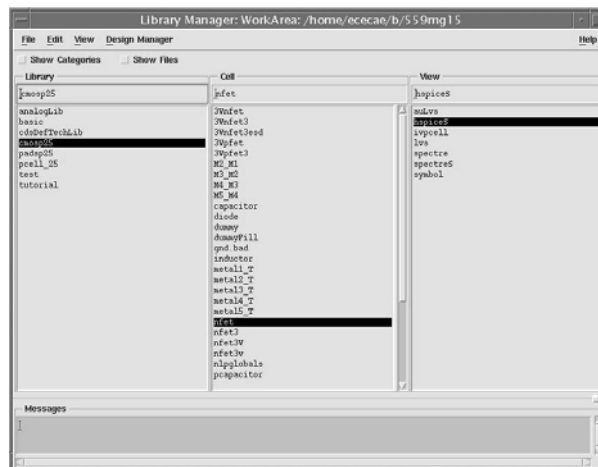 Library Manager: WorkArea: /home/ececae/b/559mg15
File Edit View Design Manager Help
Show Categories Show Files
Library
cmosp25
analogLib
basic
cdsDefTechLib
cmosp25
padsp25
pcell_25
test
tutorial
Cell
nfet
3Vnfet
3Vnfet3
3Vnfet3esd
3Vpfet
3Vpfet3
M2_M1
M3_M2
M4_M3
M5_M4
capacitor
diode
dummy
dummyFill
gnd.bad
inductor
metal1_T
metal2_T
metal3_T
metal4_T
metal5_T
nfet
nfet3
nfet3V
nfet3v
nlpglobals
pcapacitor
View
hspiceS
auLvs
hspiceS
ivpcell
lvs
spectre
spectreS
symbol
Messages